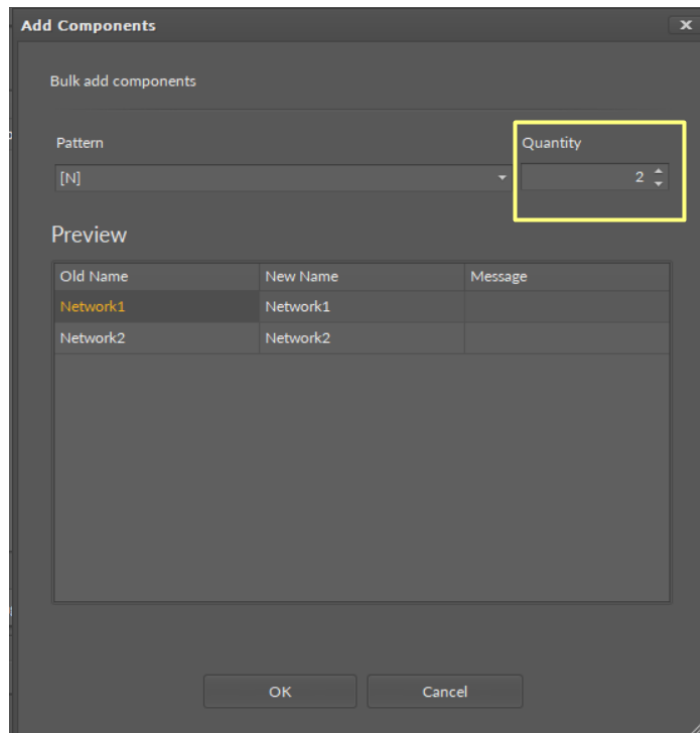 Add Components
Bulk add components
Pattern Quantity
[N] 2
Preview
Old Name New Name Message
Network1 Network1
Network2 Network2
OK Cancel